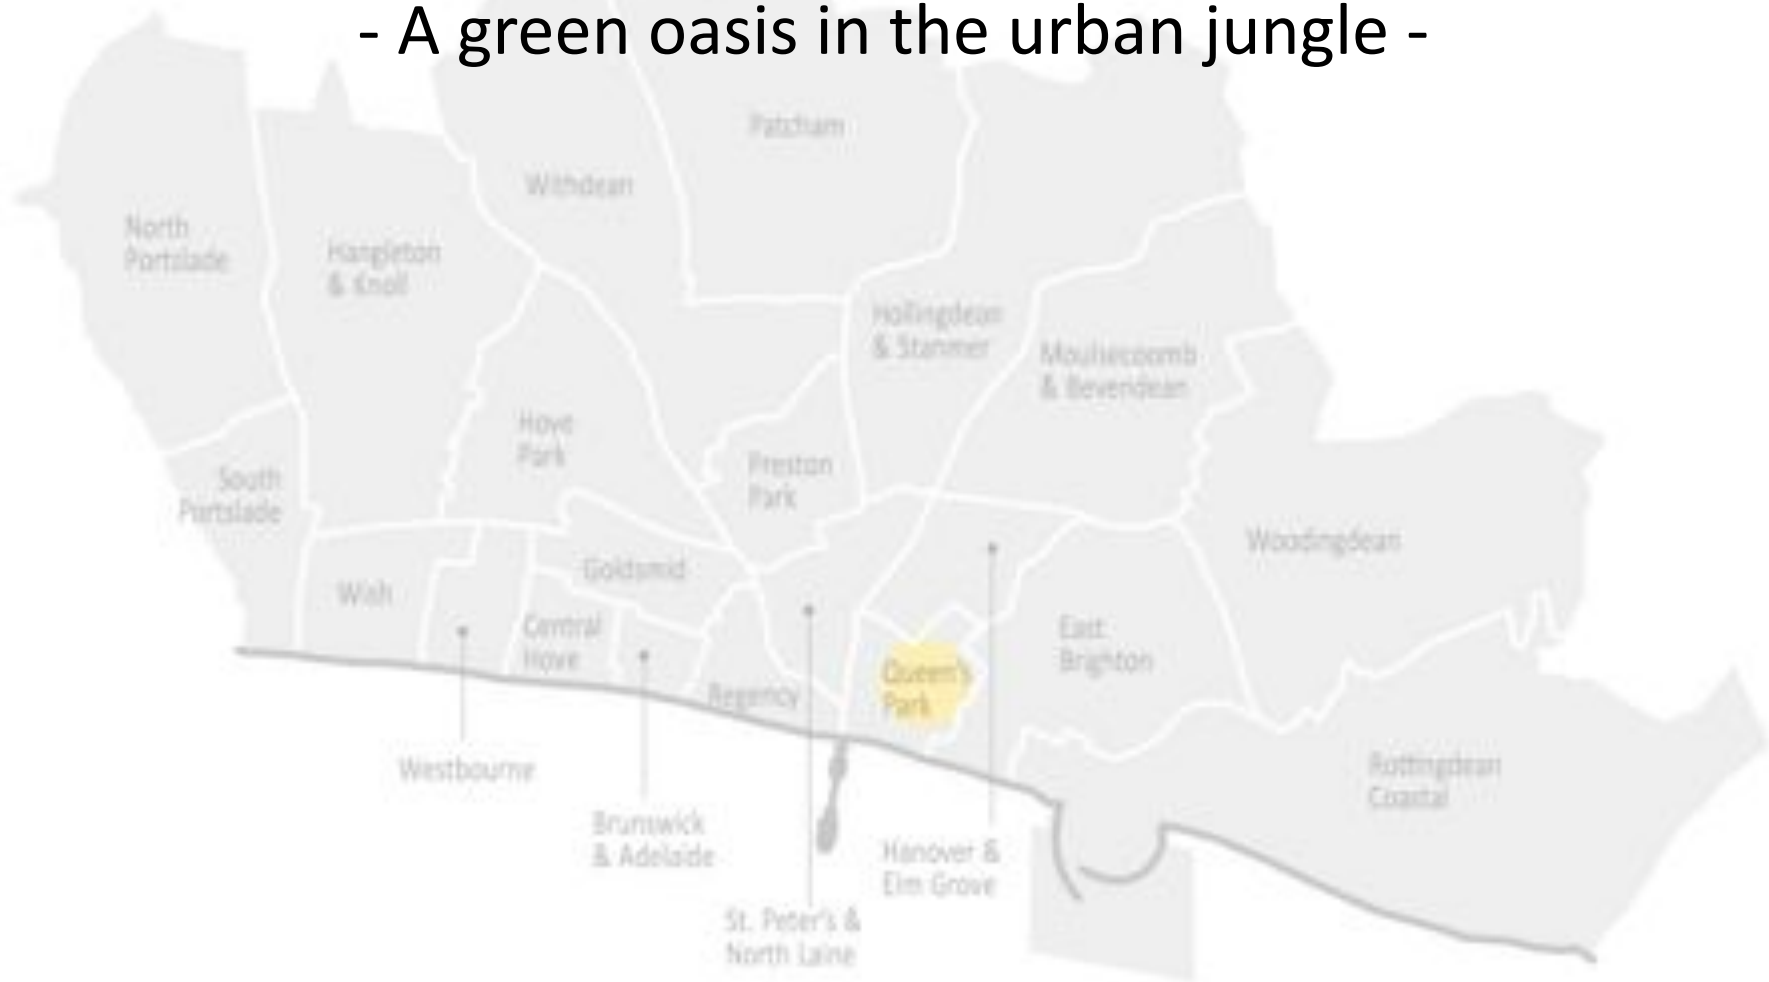 - A green oasis in the urban jungle -
Patcham
Withdean
North
Portslade
Hangleton
& Knoll
Hollingdean
& Stanmer
Moulsecoomb
& Bevendean
Hove
Park
Preston
Park
South
Portslade
Woodingdean
Goldsmid
Wish
Central
Hove
East
Brighton
Queen's
Park
Regency
Westbourne
Rottingdean
Coastal
Brunswick
& Adelaide
Hanover &
Elm Grove
St. Peter's &
North Laine